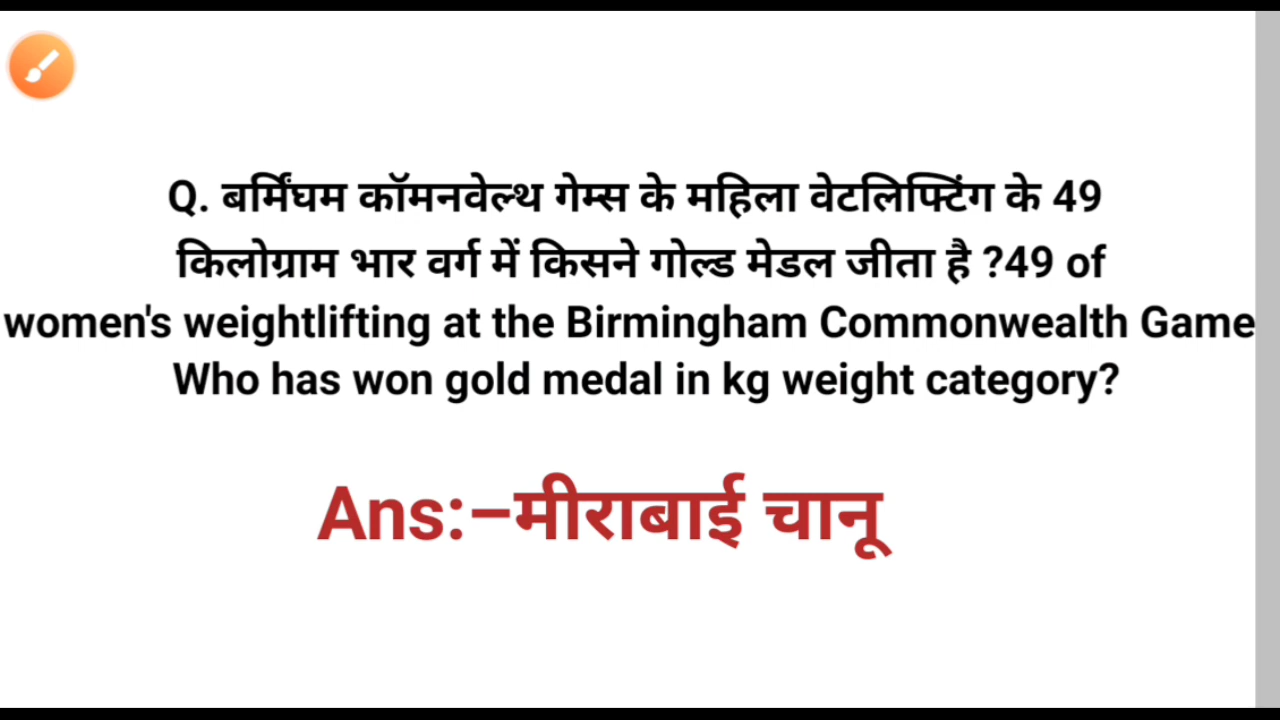 Q. बर्मिंघम कॉमनवेल्थ गेम्स के महिला वेटलिफ्टिंग के 49
किलोग्राम भार वर्ग में किसने गोल्ड मेडल जीता है ?49 of
women's weightlifting at the Birmingham Commonwealth Game
Who has won gold medal in kg weight category?
Ans:–मीराबाई चानू